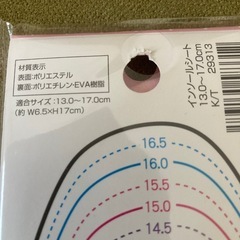 材質表示
表面:ポリエステル
裏面:ポリエチレン・EVA樹脂
適合サイズ:13.0〜17.0cm
(約 W6.5×H17cm)
インソールシート
13.0〜17.0cm
K/T 29313
16.5
16.0
15.5
15.0
14.5